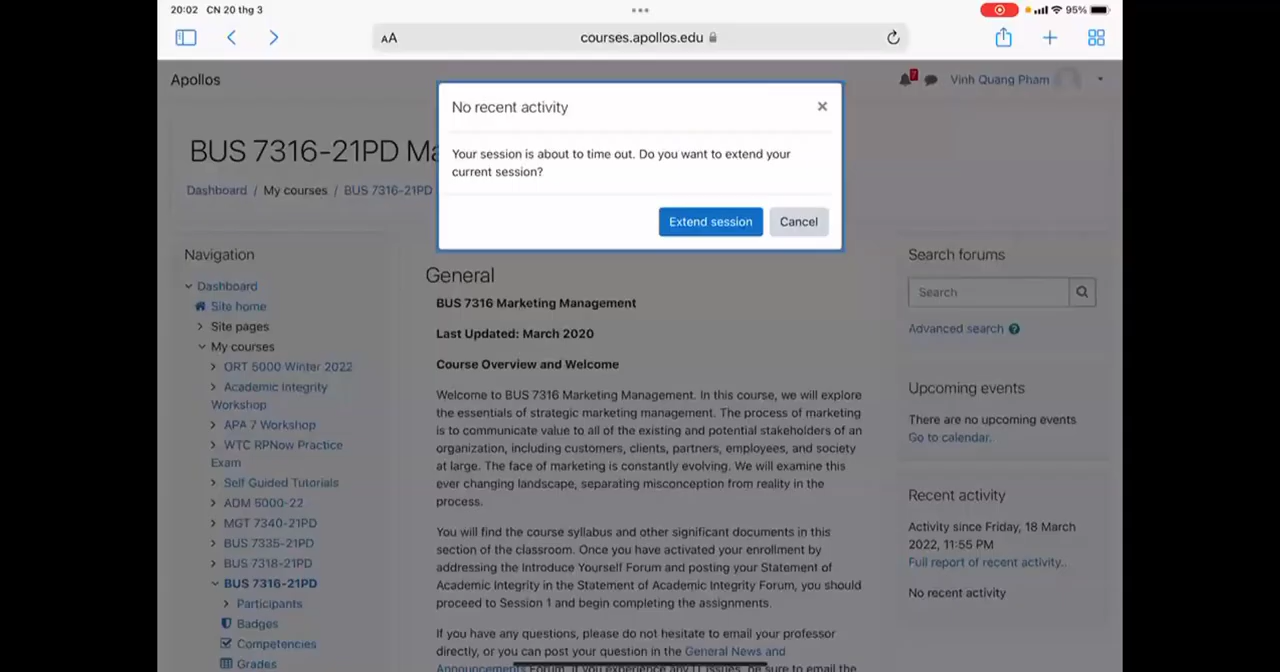 20:02 CN 20 thg 3
95%
AA
courses.apollos.edu
Apollos
7
Vinh Quang Pham
No recent activity
×
Your session is about to time out. Do you want to extend your
current session?
Extend session
Cancel
BUS 7316-21PD Ma
Dashboard / My courses / BUS 7316-21PD
Navigation
Dashboard
Site home
Site pages
My courses
ORT 5000 Winter 2022
Academic Integrity
Workshop
APA 7 Workshop
WTC RPNow Practice
Exam
Self Guided Tutorials
ADM 5000-22
MGT 7340-21PD
BUS 7335-21PD
BUS 7318-21PD
BUS 7316-21PD
Participants
Badges
Competencies
Grades
General
BUS 7316 Marketing Management
Last Updated: March 2020
Course Overview and Welcome
Welcome to BUS 7316 Marketing Management. In this course, we will explore
the essentials of strategic marketing management. The process of marketing
is to communicate value to all of the existing and potential stakeholders of an
organization, including customers, clients, partners, employees, and society
at large. The face of marketing is constantly evolving. We will examine this
ever changing landscape, separating misconception from reality in the
process.
You will find the course syllabus and other significant documents in this
section of the classroom. Once you have activated your enrollment by
addressing the Introduce Yourself Forum and posting your Statement of
Academic Integrity in the Statement of Academic Integrity Forum, you should
proceed to Session 1 and begin completing the assignments.
If you have any questions, please do not hesitate to email your professor
directly, or you can post your question in the General News and
Announcements Forum. If you experience any IT issues, be sure to email the
Search forums
Search
Advanced search
Upcoming events
There are no upcoming events
Go to calendar.
Recent activity
Activity since Friday, 18 March
2022, 11:55 PM
Full report of recent activity..
No recent activity